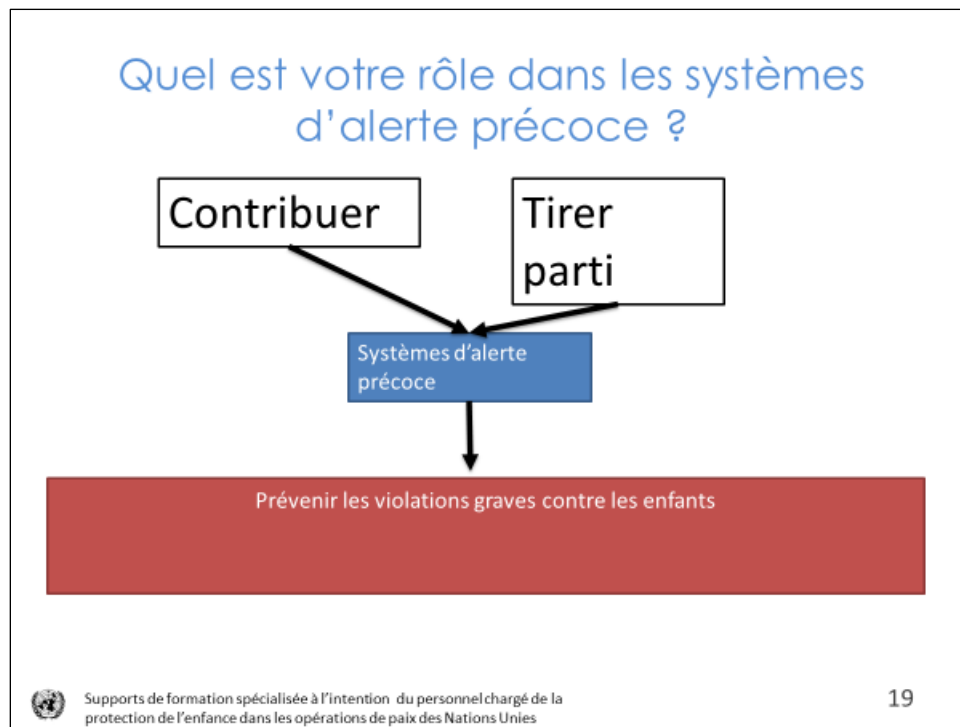 Quel est votre rôle dans les systèmes
d’alerte précoce ?
Contribuer
Tirer
parti
Systèmes d’alerte
précoce
Prévenir les violations graves contre les enfants
Supports de formation spécialisée à l’intention du personnel chargé de la
protection de l’enfance dans les opérations de paix des Nations Unies
19